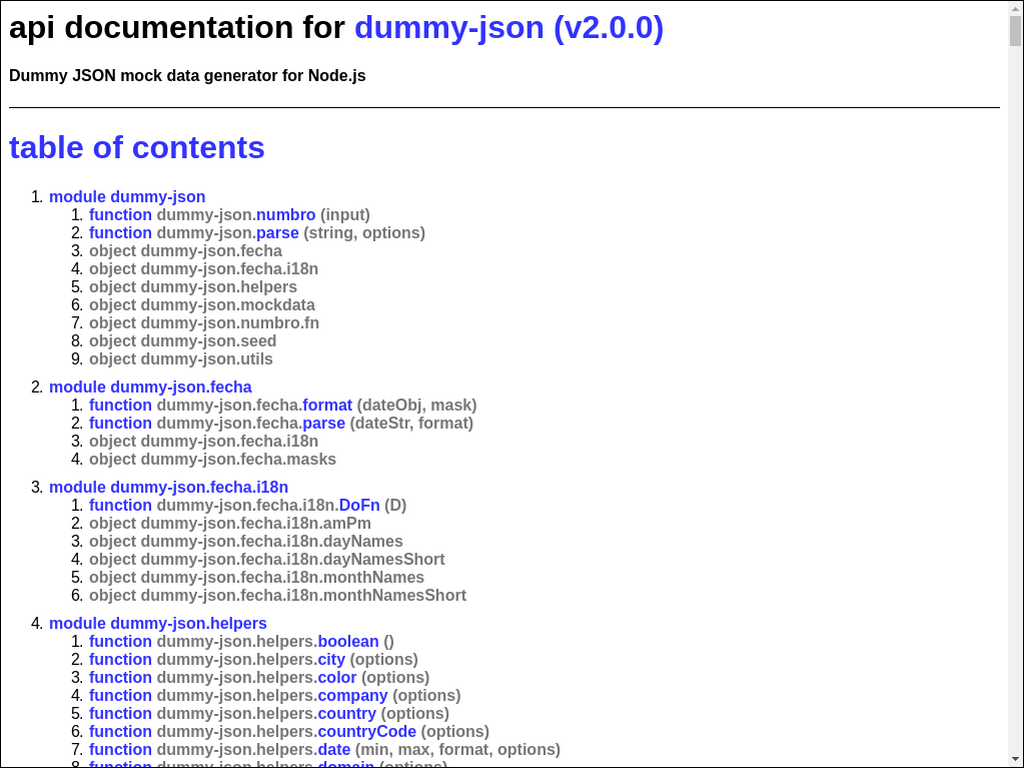 api documentation for dummy-json (v2.0.0)
Dummy JSON mock data generator for Node.js
table of contents
1. module dummy-json
1. function dummy-json.numbro (input)
2. function dummy-json.parse (string, options)
3. object dummy-json.fecha
4. object dummy-json.fecha.i18n
5. object dummy-json.helpers
6. object dummy-json.mockdata
7. object dummy-json.numbro.fn
8. object dummy-json.seed
9. object dummy-json.utils
2. module dummy-json.fecha
1. function dummy-json.fecha.format (dateObj, mask)
2. function dummy-json.fecha.parse (dateStr, format)
3. object dummy-json.fecha.i18n
4. object dummy-json.fecha.masks
3. module dummy-json.fecha.i18n
1. function dummy-json.fecha.i18n.DoFn (D)
2. object dummy-json.fecha.i18n.amPm
3. object dummy-json.fecha.i18n.dayNames
4. object dummy-json.fecha.i18n.dayNamesShort
5. object dummy-json.fecha.i18n.monthNames
6. object dummy-json.fecha.i18n.monthNamesShort
4. module dummy-json.helpers
1. function dummy-json.helpers.boolean ()
2. function dummy-json.helpers.city (options)
3. function dummy-json.helpers.color (options)
4. function dummy-json.helpers.company (options)
5. function dummy-json.helpers.country (options)
6. function dummy-json.helpers.countryCode (options)
7. function dummy-json.helpers.date (min, max, format, options)
8. function dummy-json.helpers.domain (options)